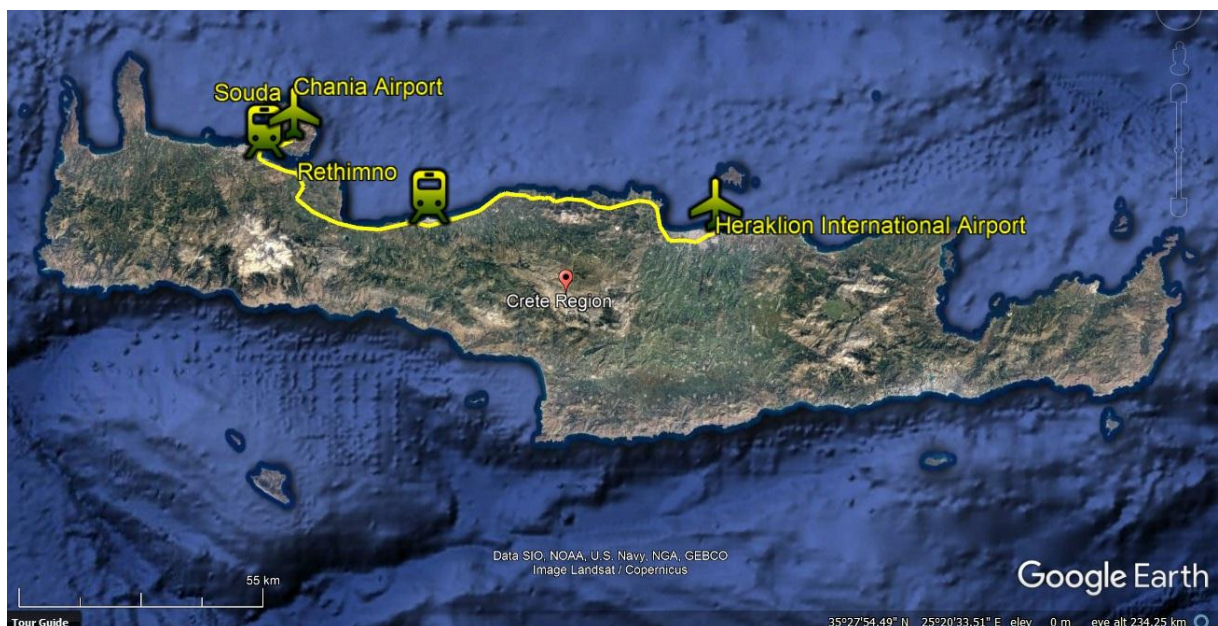 Souda
Chania Airport
Rethimno
Heraklion International Airport
Crete Region
Data SIO, NOAA, U.S. Navy, NGA, GEBCO
Image Landsat / Copernicus
55 km
Google Earth
Tour Guide
35°27'54.49" N 25°20'33.51" E elev 0 m eye alt 234.25 km